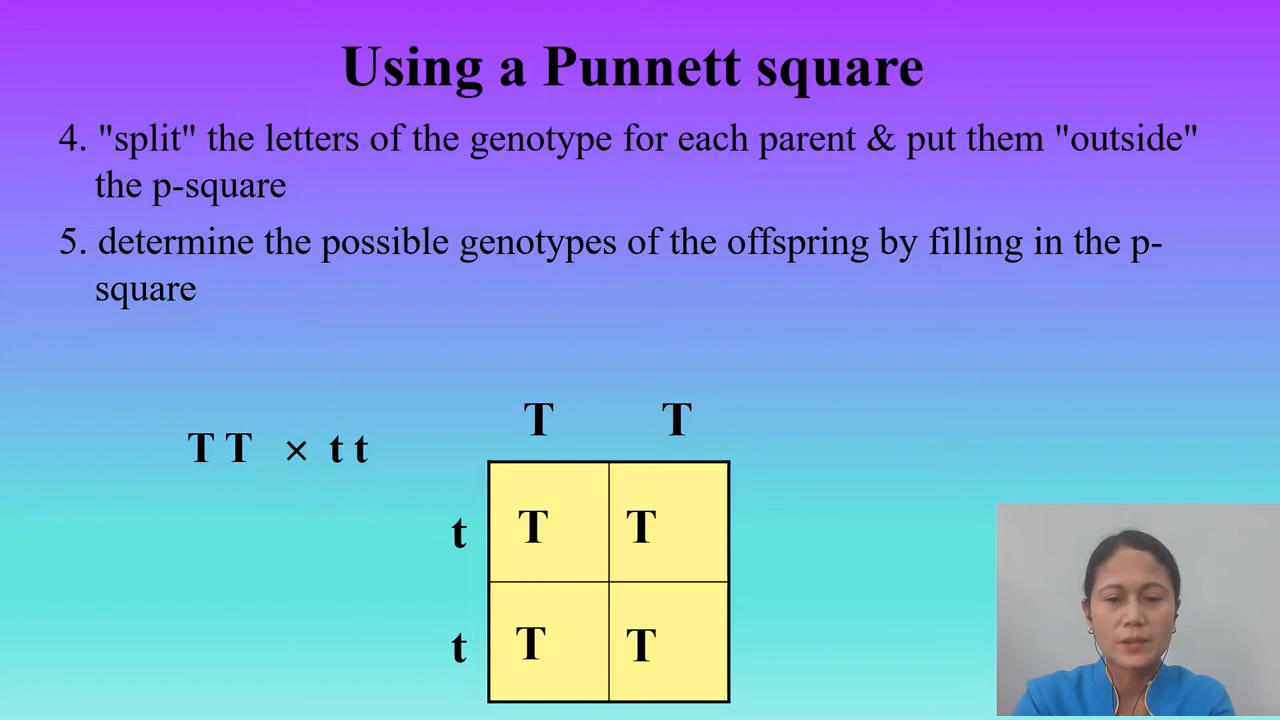 Using a Punnett square
4. "split" the letters of the genotype for each parent & put them "outside"
the p-square
5. determine the possible genotypes of the offspring by filling in the p-
square
T T
T T × t t
t T T
t T T